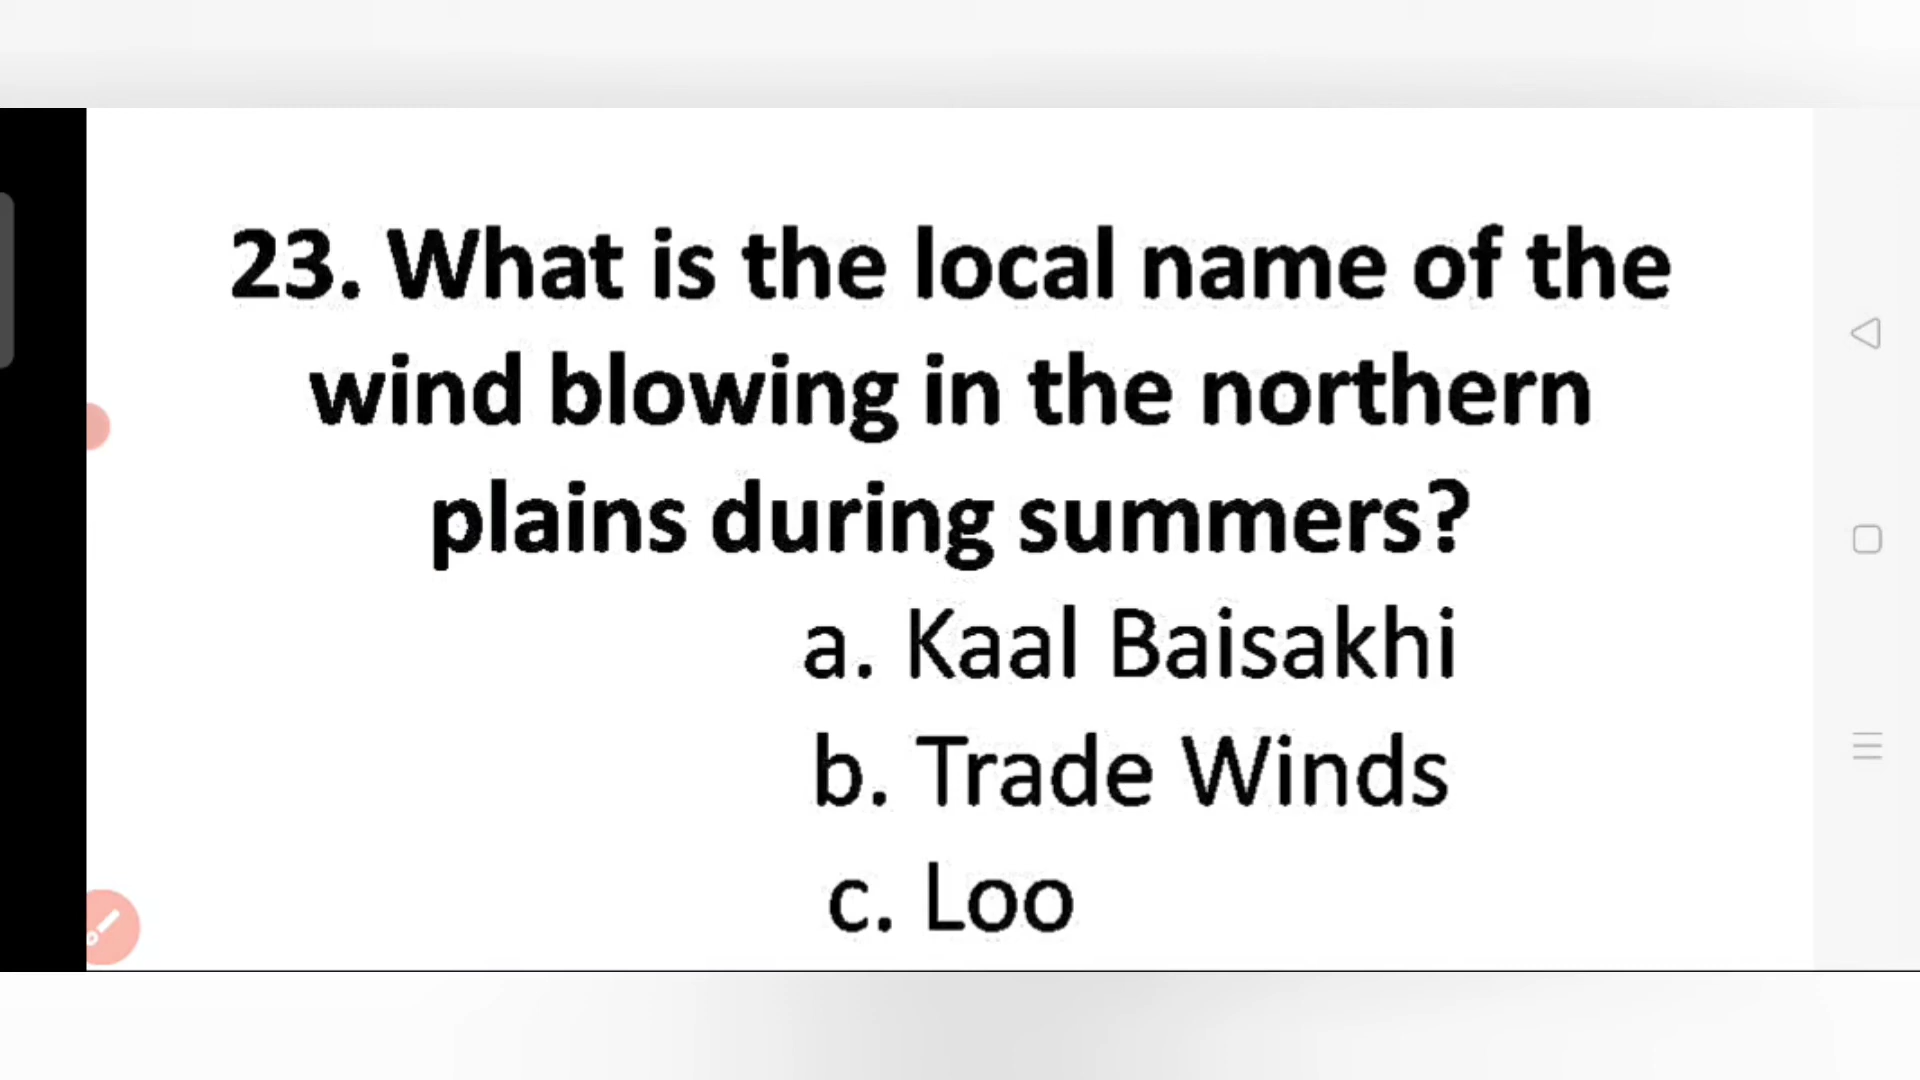 23. What is the local name of the
wind blowing in the northern
plains during summers?
a. Kaal Baisakhi
b. Trade Winds
c. Loo